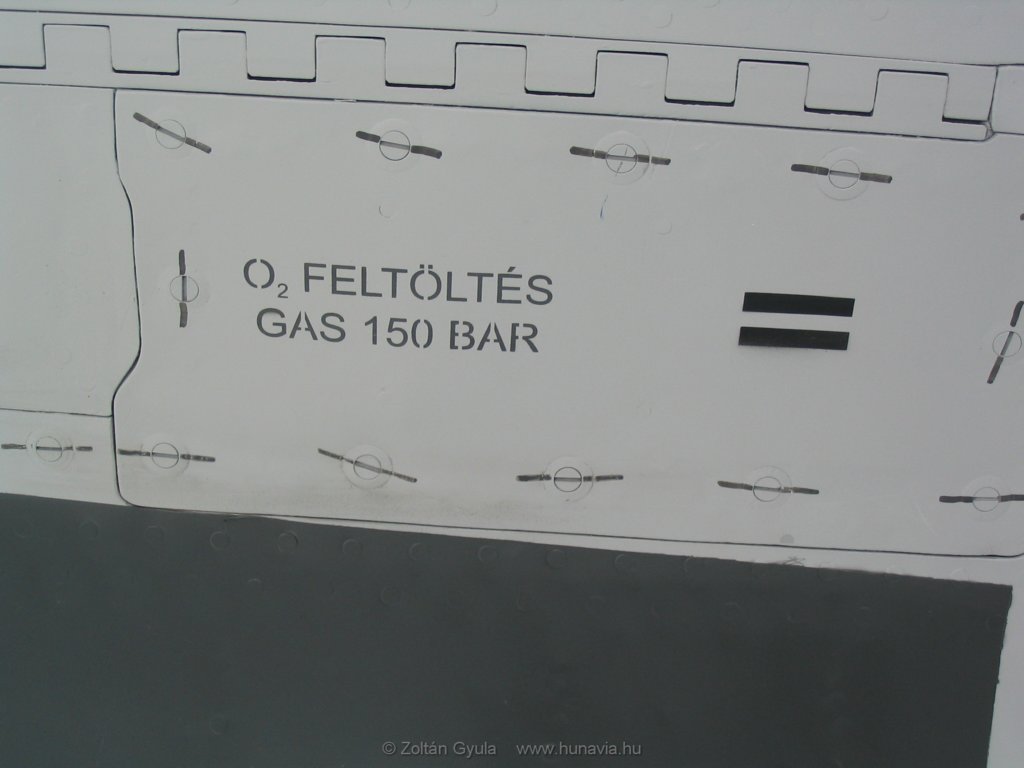 O₂ FELTÖLTÉS
GAS 150 BAR
© Zoltán Gyula www.hunavia.hu